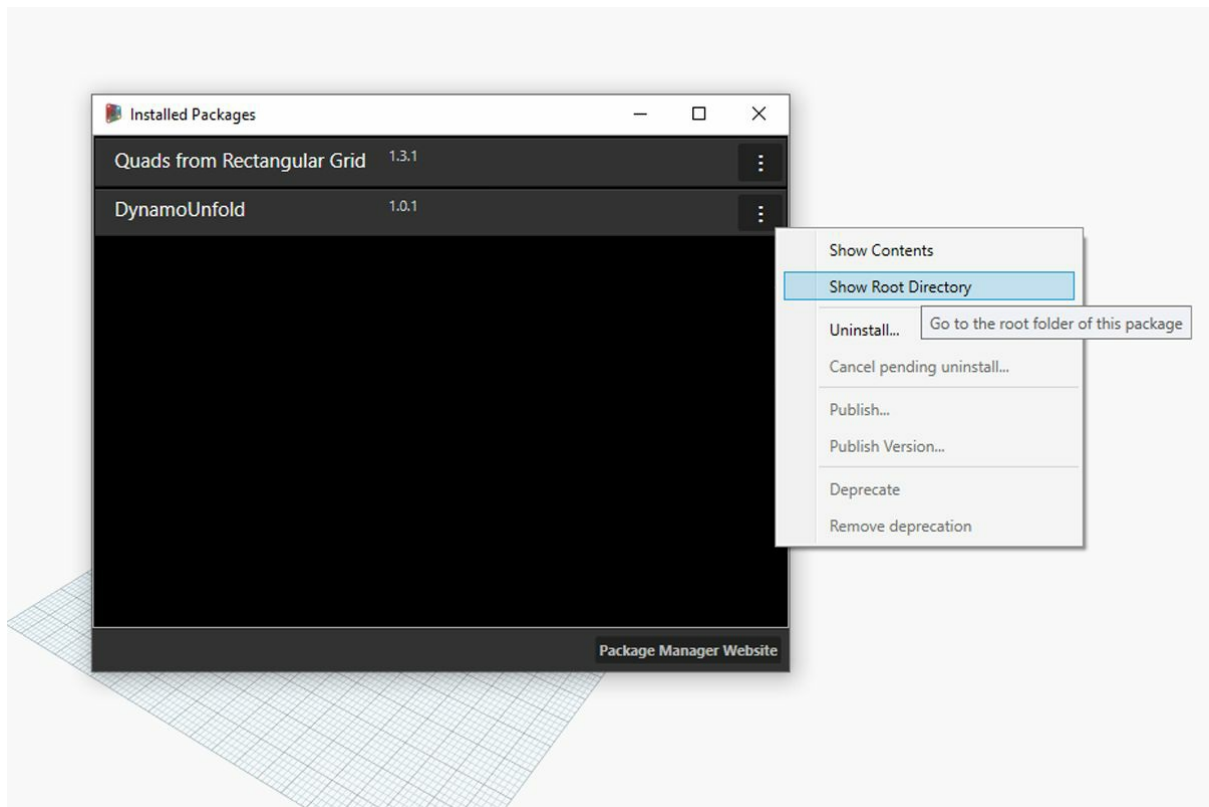 Installed Packages
Quads from Rectangular Grid 1.3.1
DynamoUnfold 1.0.1
Show Contents
Show Root Directory
Go to the root folder of this package
Uninstall...
Cancel pending uninstall...
Publish...
Publish Version...
Deprecate
Remove deprecation
Package Manager Website